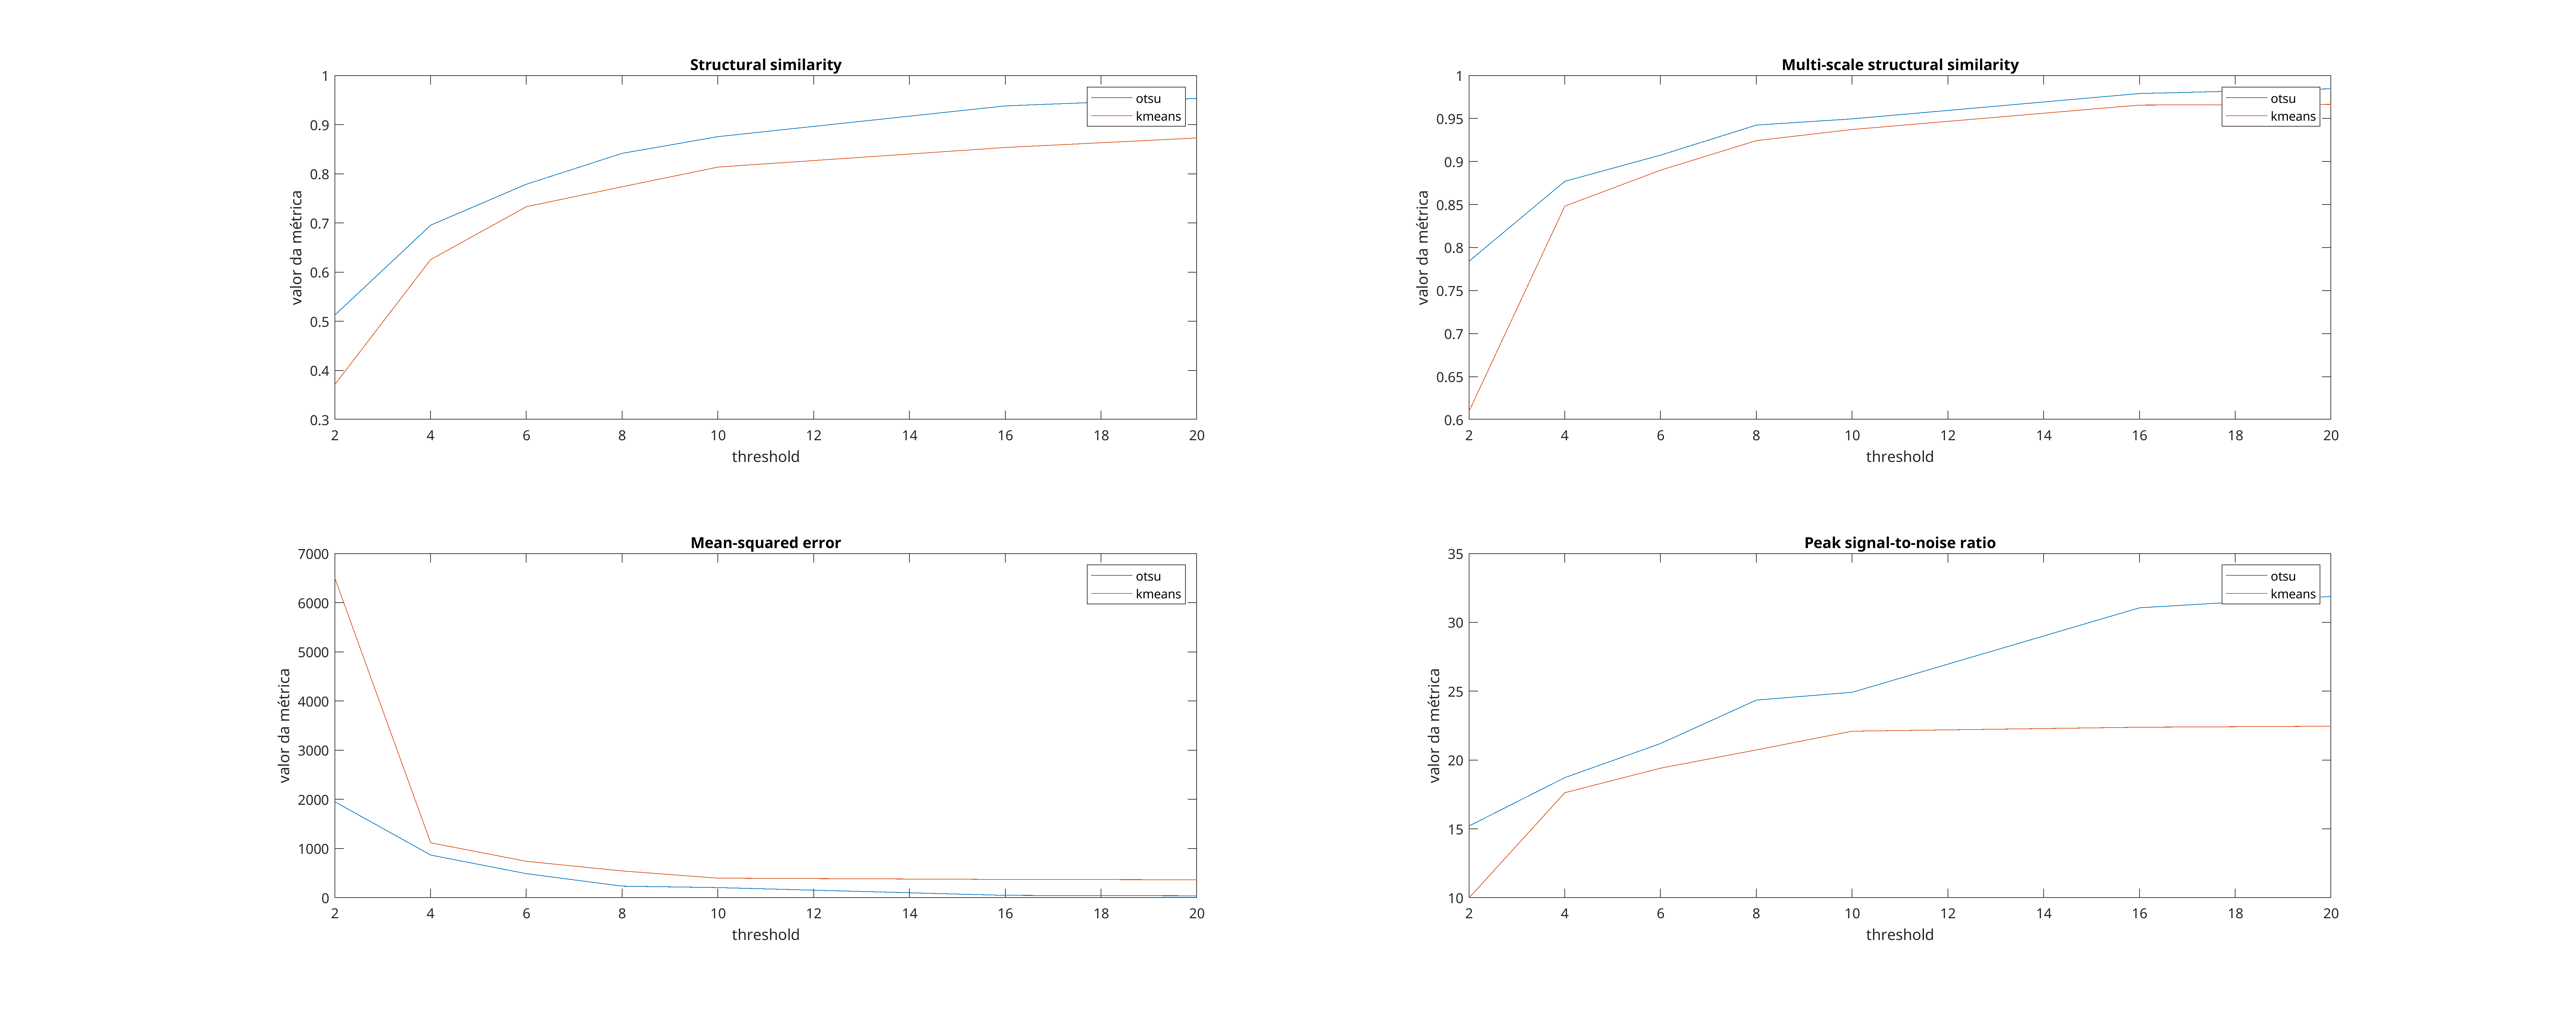 Structural similarity
1
0.9
0.8
0.7
0.6
0.5
0.4
0.3
valor da métrica
2 4 6 8 10 12 14 16 18 20
threshold
otsu
kmeans
Multi-scale structural similarity
1
0.95
0.9
0.85
0.8
0.75
0.7
0.65
0.6
valor da métrica
2 4 6 8 10 12 14 16 18 20
threshold
otsu
kmeans
Mean-squared error
7000
6000
5000
4000
3000
2000
1000
0
valor da métrica
2 4 6 8 10 12 14 16 18 20
threshold
otsu
kmeans
Peak signal-to-noise ratio
35
30
25
20
15
10
valor da métrica
2 4 6 8 10 12 14 16 18 20
threshold
otsu
kmeans